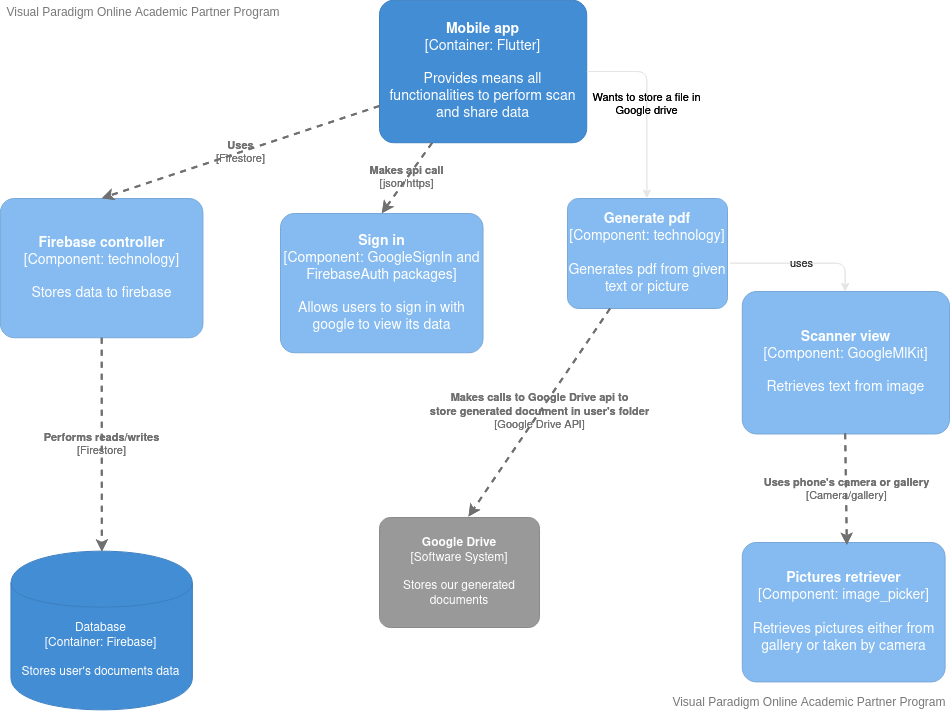 Visual Paradigm Online Academic Partner Program
Mobile app
[Container: Flutter]
Provides means all
functionalities to perform scan
and share data
Wants to store a file in
Google drive
Uses
[Firestore]
Makes api call
[json/https]
Firebase controller
[Component: technology]
Stores data to firebase
Sign in
[Component: GoogleSignIn and
FirebaseAuth packages]
Allows users to sign in with
google to view its data
Generate pdf
[Component: technology]
Generates pdf from given
text or picture
uses
Scanner view
[Component: GoogleMlKit]
Retrieves text from image
Makes calls to Google Drive api to
store generated document in user's folder
[Google Drive API]
Performs reads/writes
[Firestore]
Uses phone's camera or gallery
[Camera/gallery]
Google Drive
[Software System]
Stores our generated
documents
Pictures retriever
[Component: image_picker]
Retrieves pictures either from
gallery or taken by camera
Database
[Container: Firebase]
Stores user's documents data
Visual Paradigm Online Academic Partner Program